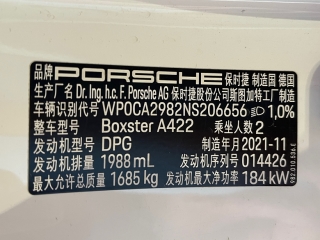 品牌 PORSCHE 保时捷 制造国 德国
生产厂名 Dr. Ing. h.c. F. Porsche AG 保时捷股份公司斯图加特工厂制造
车辆识别代号 WP0CA2982NS206656 1,0%
整车型号 Boxster A422 乘坐人数 2
发动机型号 DPG 制造年月 2021-11
发动机排量 1988 mL 发动机序列号 014426
最大允许总质量 1685 kg 发动机最大净功率 184 kW